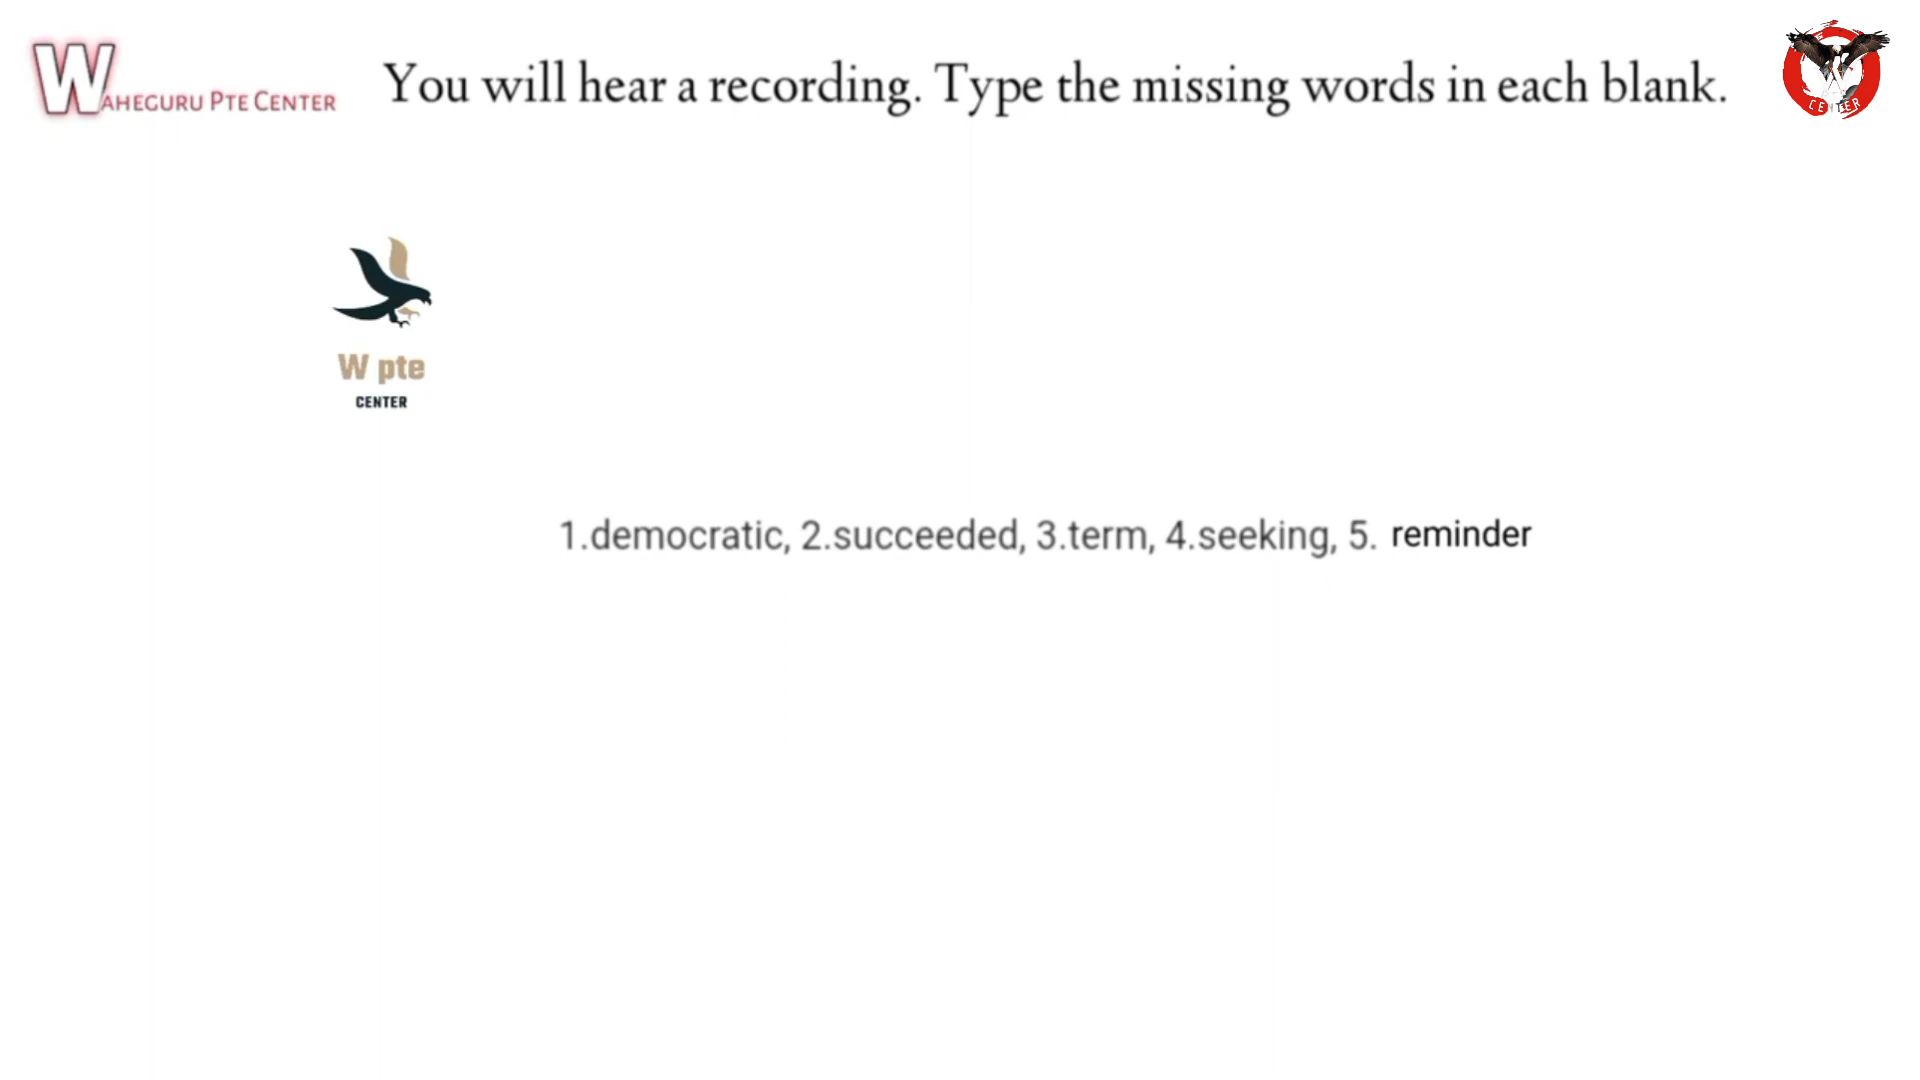 WAHEGURU PTE CENTER
You will hear a recording. Type the missing words in each blank.
CENTER
W pte
CENTER
1.democratic, 2.succeeded, 3.term, 4.seeking, 5. reminder